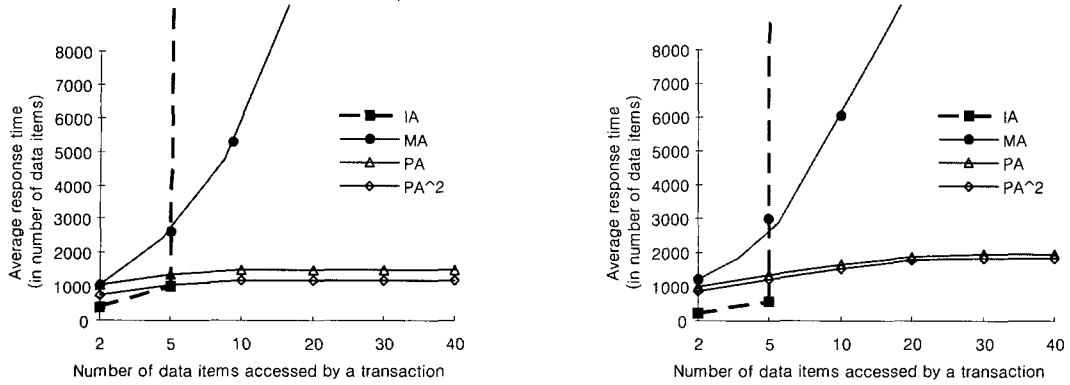 8000
7000
6000
5000
4000
3000
2000
1000
0
Average response time
(in number of data items)
IA
MA
PA
PA^2
2 5 10 20 30 40
Number of data items accessed by a transaction
8000
7000
6000
5000
4000
3000
2000
1000
0
Average response time
(in number of data items)
IA
MA
PA
PA^2
2 5 10 20 30 40
Number of data items accessed by a transaction